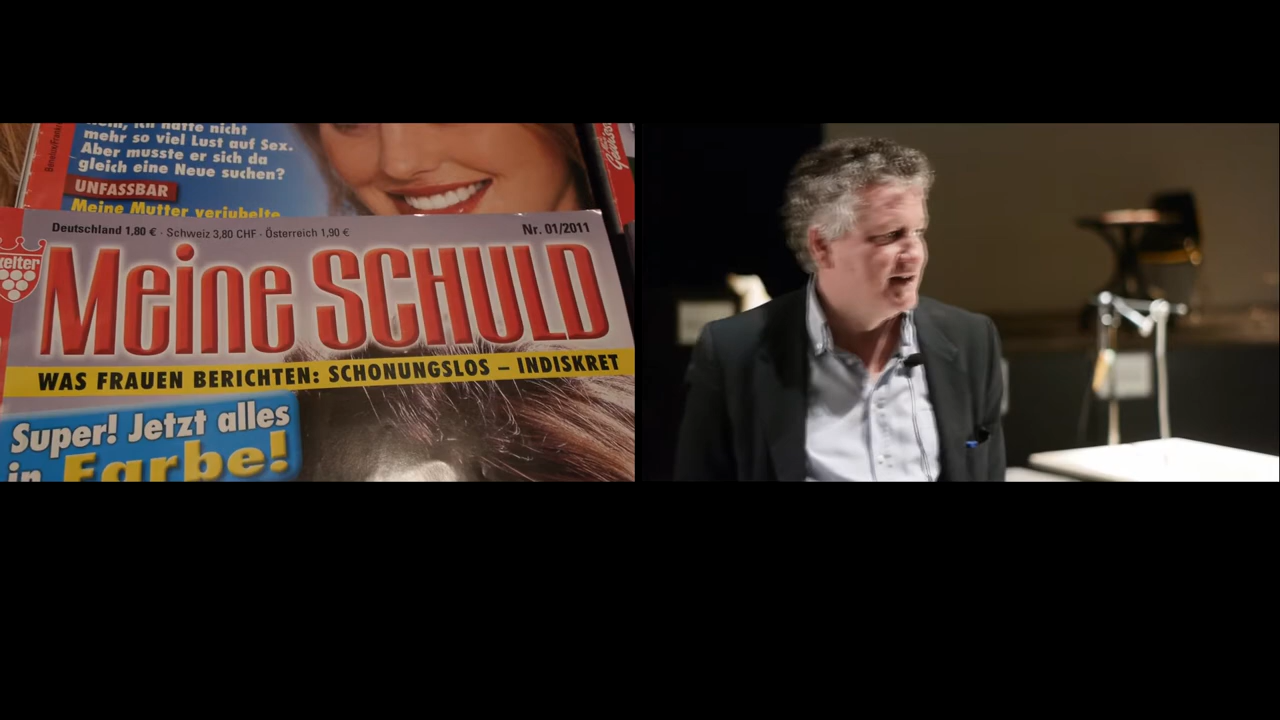 mehr so viel Lust auf Sex.
Aber musste er sich da
gleich eine Neue suchen?
UNFASSBAR
Meine Mutter verjubelte
Deutschland 1,80 € · Schweiz 3,80 CHF · Österreich 1,90 €
Nr. 01/2011
kelter
Meine SCHULD
WAS FRAUEN BERICHTEN: SCHONUNGSLOS – INDISKRET
Super! Jetzt alles
in Farbe!